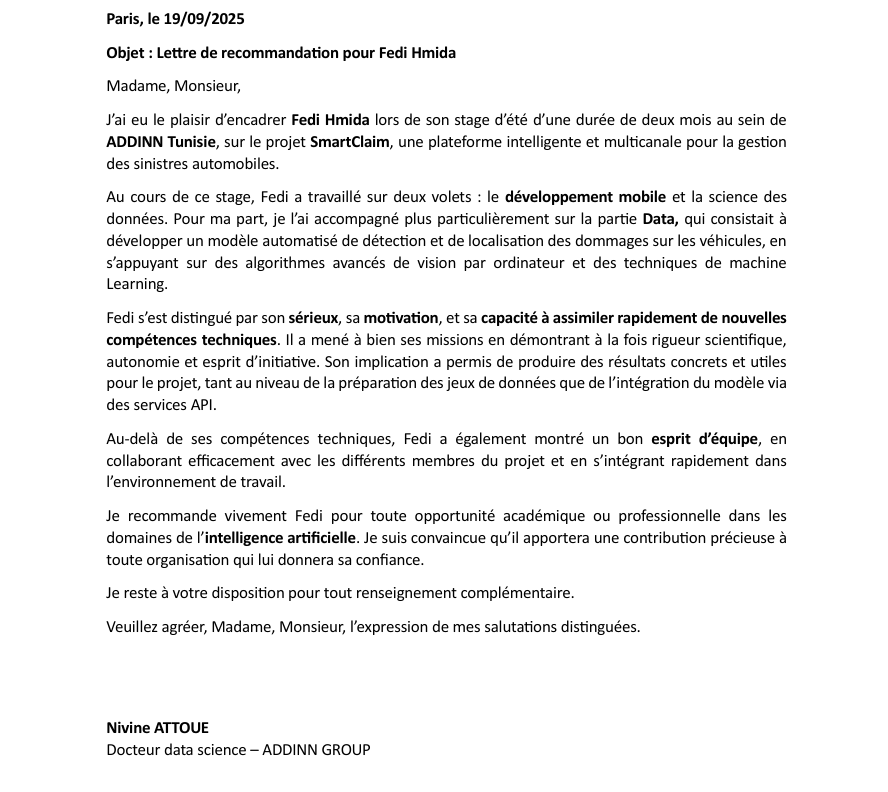 Paris, le 19/09/2025
Objet : Lettre de recommandation pour Fedi Hmida
Madame, Monsieur,
J’ai eu le plaisir d’encadrer Fedi Hmida lors de son stage d’été d’une durée de deux mois au sein de
ADDINN Tunisie, sur le projet SmartClaim, une plateforme intelligente et multicanale pour la gestion
des sinistres automobiles.
Au cours de ce stage, Fedi a travaillé sur deux volets : le développement mobile et la science des
données. Pour ma part, je l’ai accompagné plus particulièrement sur la partie Data, qui consistait à
développer un modèle automatisé de détection et de localisation des dommages sur les véhicules, en
s’appuyant sur des algorithmes avancés de vision par ordinateur et des techniques de machine
Learning.
Fedi s’est distingué par son sérieux, sa motivation, et sa capacité à assimiler rapidement de nouvelles
compétences techniques. Il a mené à bien ses missions en démontrant à la fois rigueur scientifique,
autonomie et esprit d’initiative. Son implication a permis de produire des résultats concrets et utiles
pour le projet, tant au niveau de la préparation des jeux de données que de l’intégration du modèle via
des services API.
Au-delà de ses compétences techniques, Fedi a également montré un bon esprit d’équipe, en
collaborant efficacement avec les différents membres du projet et en s’intégrant rapidement dans
l’environnement de travail.
Je recommande vivement Fedi pour toute opportunité académique ou professionnelle dans les
domaines de l’intelligence artificielle. Je suis convaincue qu’il apportera une contribution précieuse à
toute organisation qui lui donnera sa confiance.
Je reste à votre disposition pour tout renseignement complémentaire.
Veuillez agréer, Madame, Monsieur, l’expression de mes salutations distinguées.
Nivine ATTOUE
Docteur data science – ADDINN GROUP